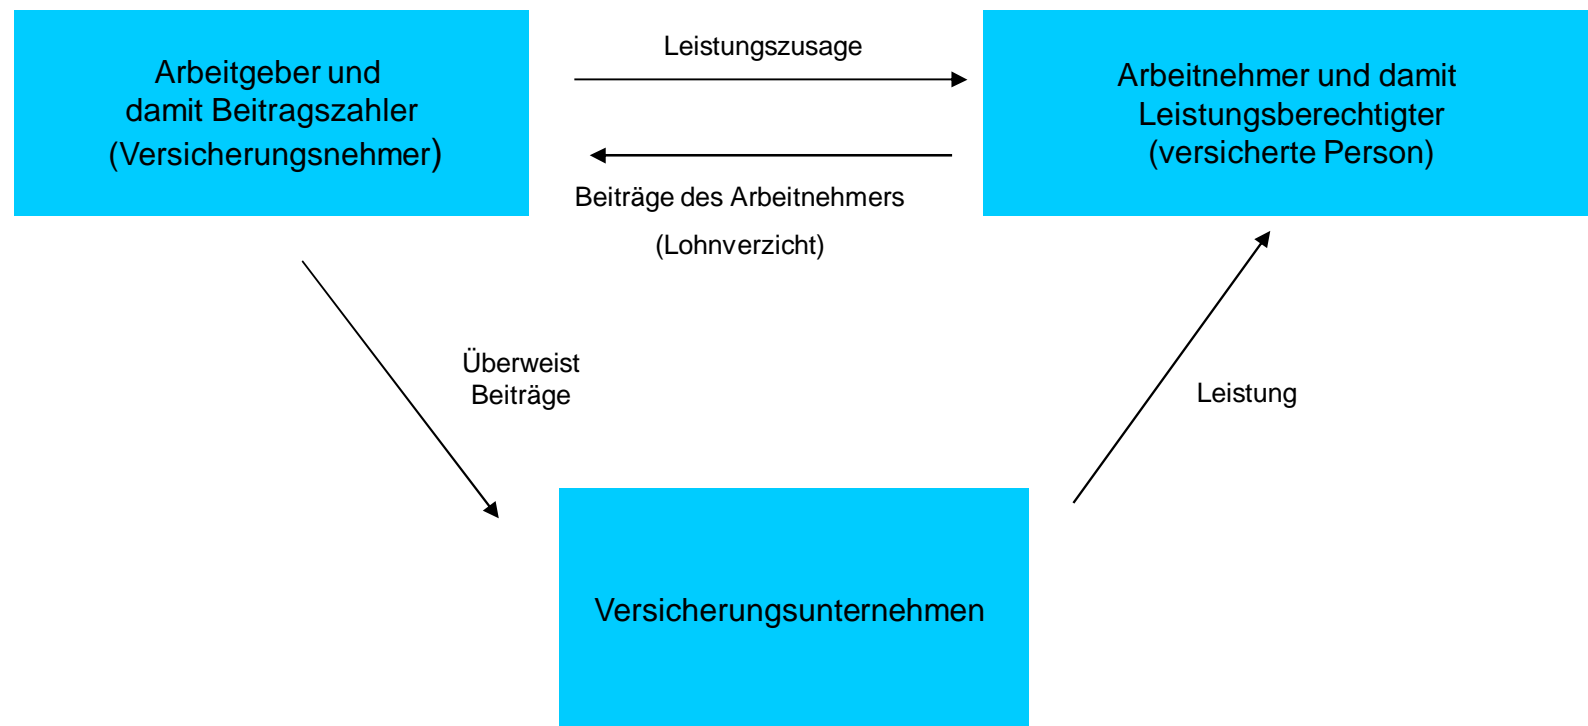 Arbeitgeber und
damit Beitragszahler
(Versicherungsnehmer)
Leistungszusage
Beiträge des Arbeitnehmers
(Lohnverzicht)
Arbeitnehmer und damit
Leistungsberechtigter
(versicherte Person)
Überweist
Beiträge
Leistung
Versicherungsunternehmen